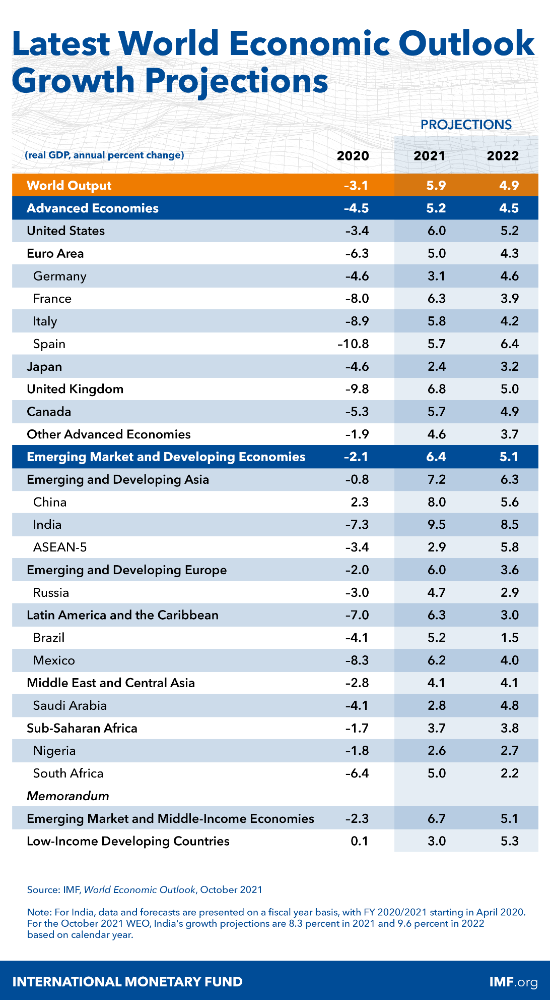 Latest World Economic Outlook
Growth Projections
PROJECTIONS
(real GDP, annual percent change) 2020 2021 2022
World Output –3.1 5.9 4.9
Advanced Economies –4.5 5.2 4.5
United States –3.4 6.0 5.2
Euro Area –6.3 5.0 4.3
Germany –4.6 3.1 4.6
France –8.0 6.3 3.9
Italy –8.9 5.8 4.2
Spain –10.8 5.7 6.4
Japan –4.6 2.4 3.2
United Kingdom –9.8 6.8 5.0
Canada –5.3 5.7 4.9
Other Advanced Economies –1.9 4.6 3.7
Emerging Market and Developing Economies –2.1 6.4 5.1
Emerging and Developing Asia –0.8 7.2 6.3
China 2.3 8.0 5.6
India –7.3 9.5 8.5
ASEAN-5 –3.4 2.9 5.8
Emerging and Developing Europe –2.0 6.0 3.6
Russia –3.0 4.7 2.9
Latin America and the Caribbean –7.0 6.3 3.0
Brazil –4.1 5.2 1.5
Mexico –8.3 6.2 4.0
Middle East and Central Asia –2.8 4.1 4.1
Saudi Arabia –4.1 2.8 4.8
Sub-Saharan Africa –1.7 3.7 3.8
Nigeria –1.8 2.6 2.7
South Africa –6.4 5.0 2.2
Memorandum
Emerging Market and Middle-Income Economies –2.3 6.7 5.1
Low-Income Developing Countries 0.1 3.0 5.3
Source: IMF, World Economic Outlook, October 2021
Note: For India, data and forecasts are presented on a fiscal year basis, with FY 2020/2021 starting in April 2020.
For the October 2021 WEO, India's growth projections are 8.3 percent in 2021 and 9.6 percent in 2022
based on calendar year.
INTERNATIONAL MONETARY FUND IMF.org